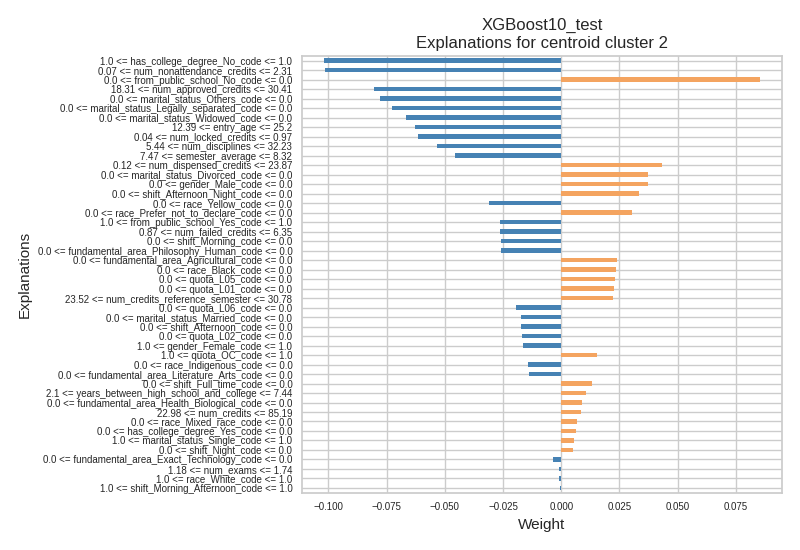 XGBoost10_test
Explanations for centroid cluster 2
1.0 <= has_college_degree_No_code <= 1.0
0.07 <= num_nonattendance_credits <= 2.31
0.0 <= from_public_school_No_code <= 0.0
18.31 <= num_approved_credits <= 30.41
0.0 <= marital_status_Others_code <= 0.0
0.0 <= marital_status_Legally_separated_code <= 0.0
0.0 <= marital_status_Widowed_code <= 0.0
12.39 <= entry_age <= 25.2
0.04 <= num_locked_credits <= 0.97
5.44 <= num_disciplines <= 32.23
7.47 <= semester_average <= 8.32
0.12 <= num_dispensed_credits <= 23.87
0.0 <= marital_status_Divorced_code <= 0.0
0.0 <= gender_Male_code <= 0.0
0.0 <= shift_Afternoon_Night_code <= 0.0
0.0 <= race_Yellow_code <= 0.0
0.0 <= race_Prefer_not_to_declare_code <= 0.0
1.0 <= from_public_school_Yes_code <= 1.0
0.87 <= num_failed_credits <= 6.35
0.0 <= shift_Morning_code <= 0.0
0.0 <= fundamental_area_Philosophy_Human_code <= 0.0
0.0 <= fundamental_area_Agricultural_code <= 0.0
0.0 <= race_Black_code <= 0.0
0.0 <= quota_L05_code <= 0.0
0.0 <= quota_L01_code <= 0.0
23.52 <= num_credits_reference_semester <= 30.78
0.0 <= quota_L06_code <= 0.0
0.0 <= marital_status_Married_code <= 0.0
0.0 <= shift_Afternoon_code <= 0.0
0.0 <= quota_L02_code <= 0.0
1.0 <= gender_Female_code <= 1.0
1.0 <= quota_OC_code <= 1.0
0.0 <= race_Indigenous_code <= 0.0
0.0 <= fundamental_area_Literature_Arts_code <= 0.0
0.0 <= shift_Full_time_code <= 0.0
2.1 <= years_between_high_school_and_college <= 7.44
0.0 <= fundamental_area_Health_Biological_code <= 0.0
22.98 <= num_credits <= 85.19
0.0 <= race_Mixed_race_code <= 0.0
0.0 <= has_college_degree_Yes_code <= 0.0
1.0 <= marital_status_Single_code <= 1.0
0.0 <= shift_Night_code <= 0.0
0.0 <= fundamental_area_Exact_Technology_code <= 0.0
1.18 <= num_exams <= 1.74
1.0 <= race_White_code <= 1.0
1.0 <= shift_Morning_Afternoon_code <= 1.0
Explanations
−0.100 −0.075 −0.050 −0.025 0.000 0.025 0.050 0.075
Weight